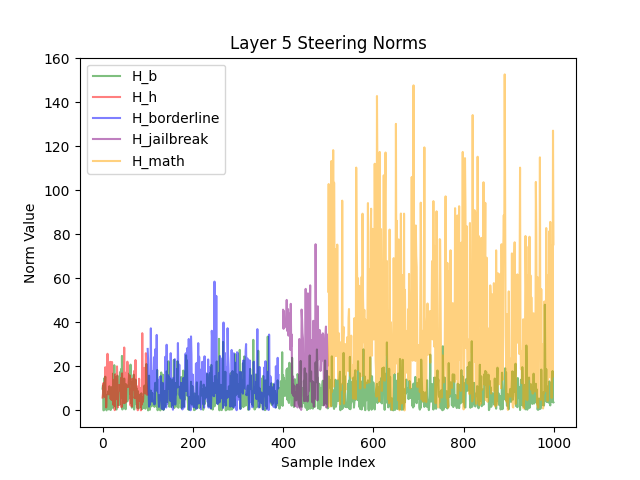 Layer 5 Steering Norms
160
140
120
100
80
60
40
20
0
Norm Value
H_b
H_h
H_borderline
H_jailbreak
H_math
0 200 400 600 800 1000
Sample Index